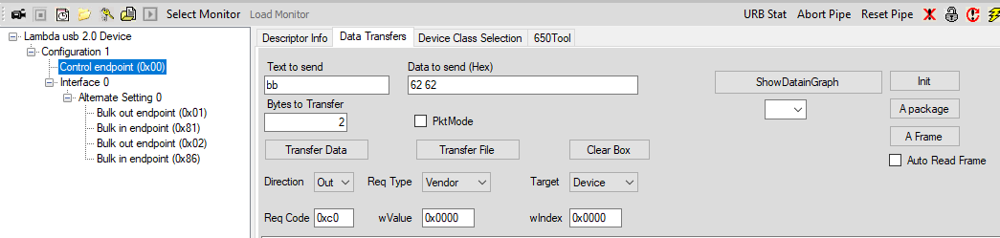 Select Monitor Load Monitor URB Stat Abort Pipe Reset Pipe
Lambda usb 2.0 Device
Configuration 1
Control endpoint (0x00)
Interface 0
Alternate Setting 0
Bulk out endpoint (0x01)
Bulk in endpoint (0x81)
Bulk out endpoint (0x02)
Bulk in endpoint (0x86)
Descriptor Info Data Transfers Device Class Selection 650Tool
Text to send Data to send (Hex)
bb 62 62 ShowDatainGraph Init
Bytes to Transfer
2 PktMode A package
Transfer Data Transfer File Clear Box A Frame
Auto Read Frame
Direction Out Req Type Vendor Target Device
Req Code 0xc0 wValue 0x0000 wIndex 0x0000